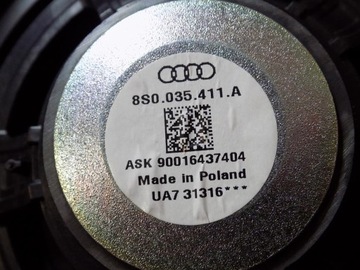 8S0.035.411.A
ASK 90016437404
Made in Poland
UA7 31316***